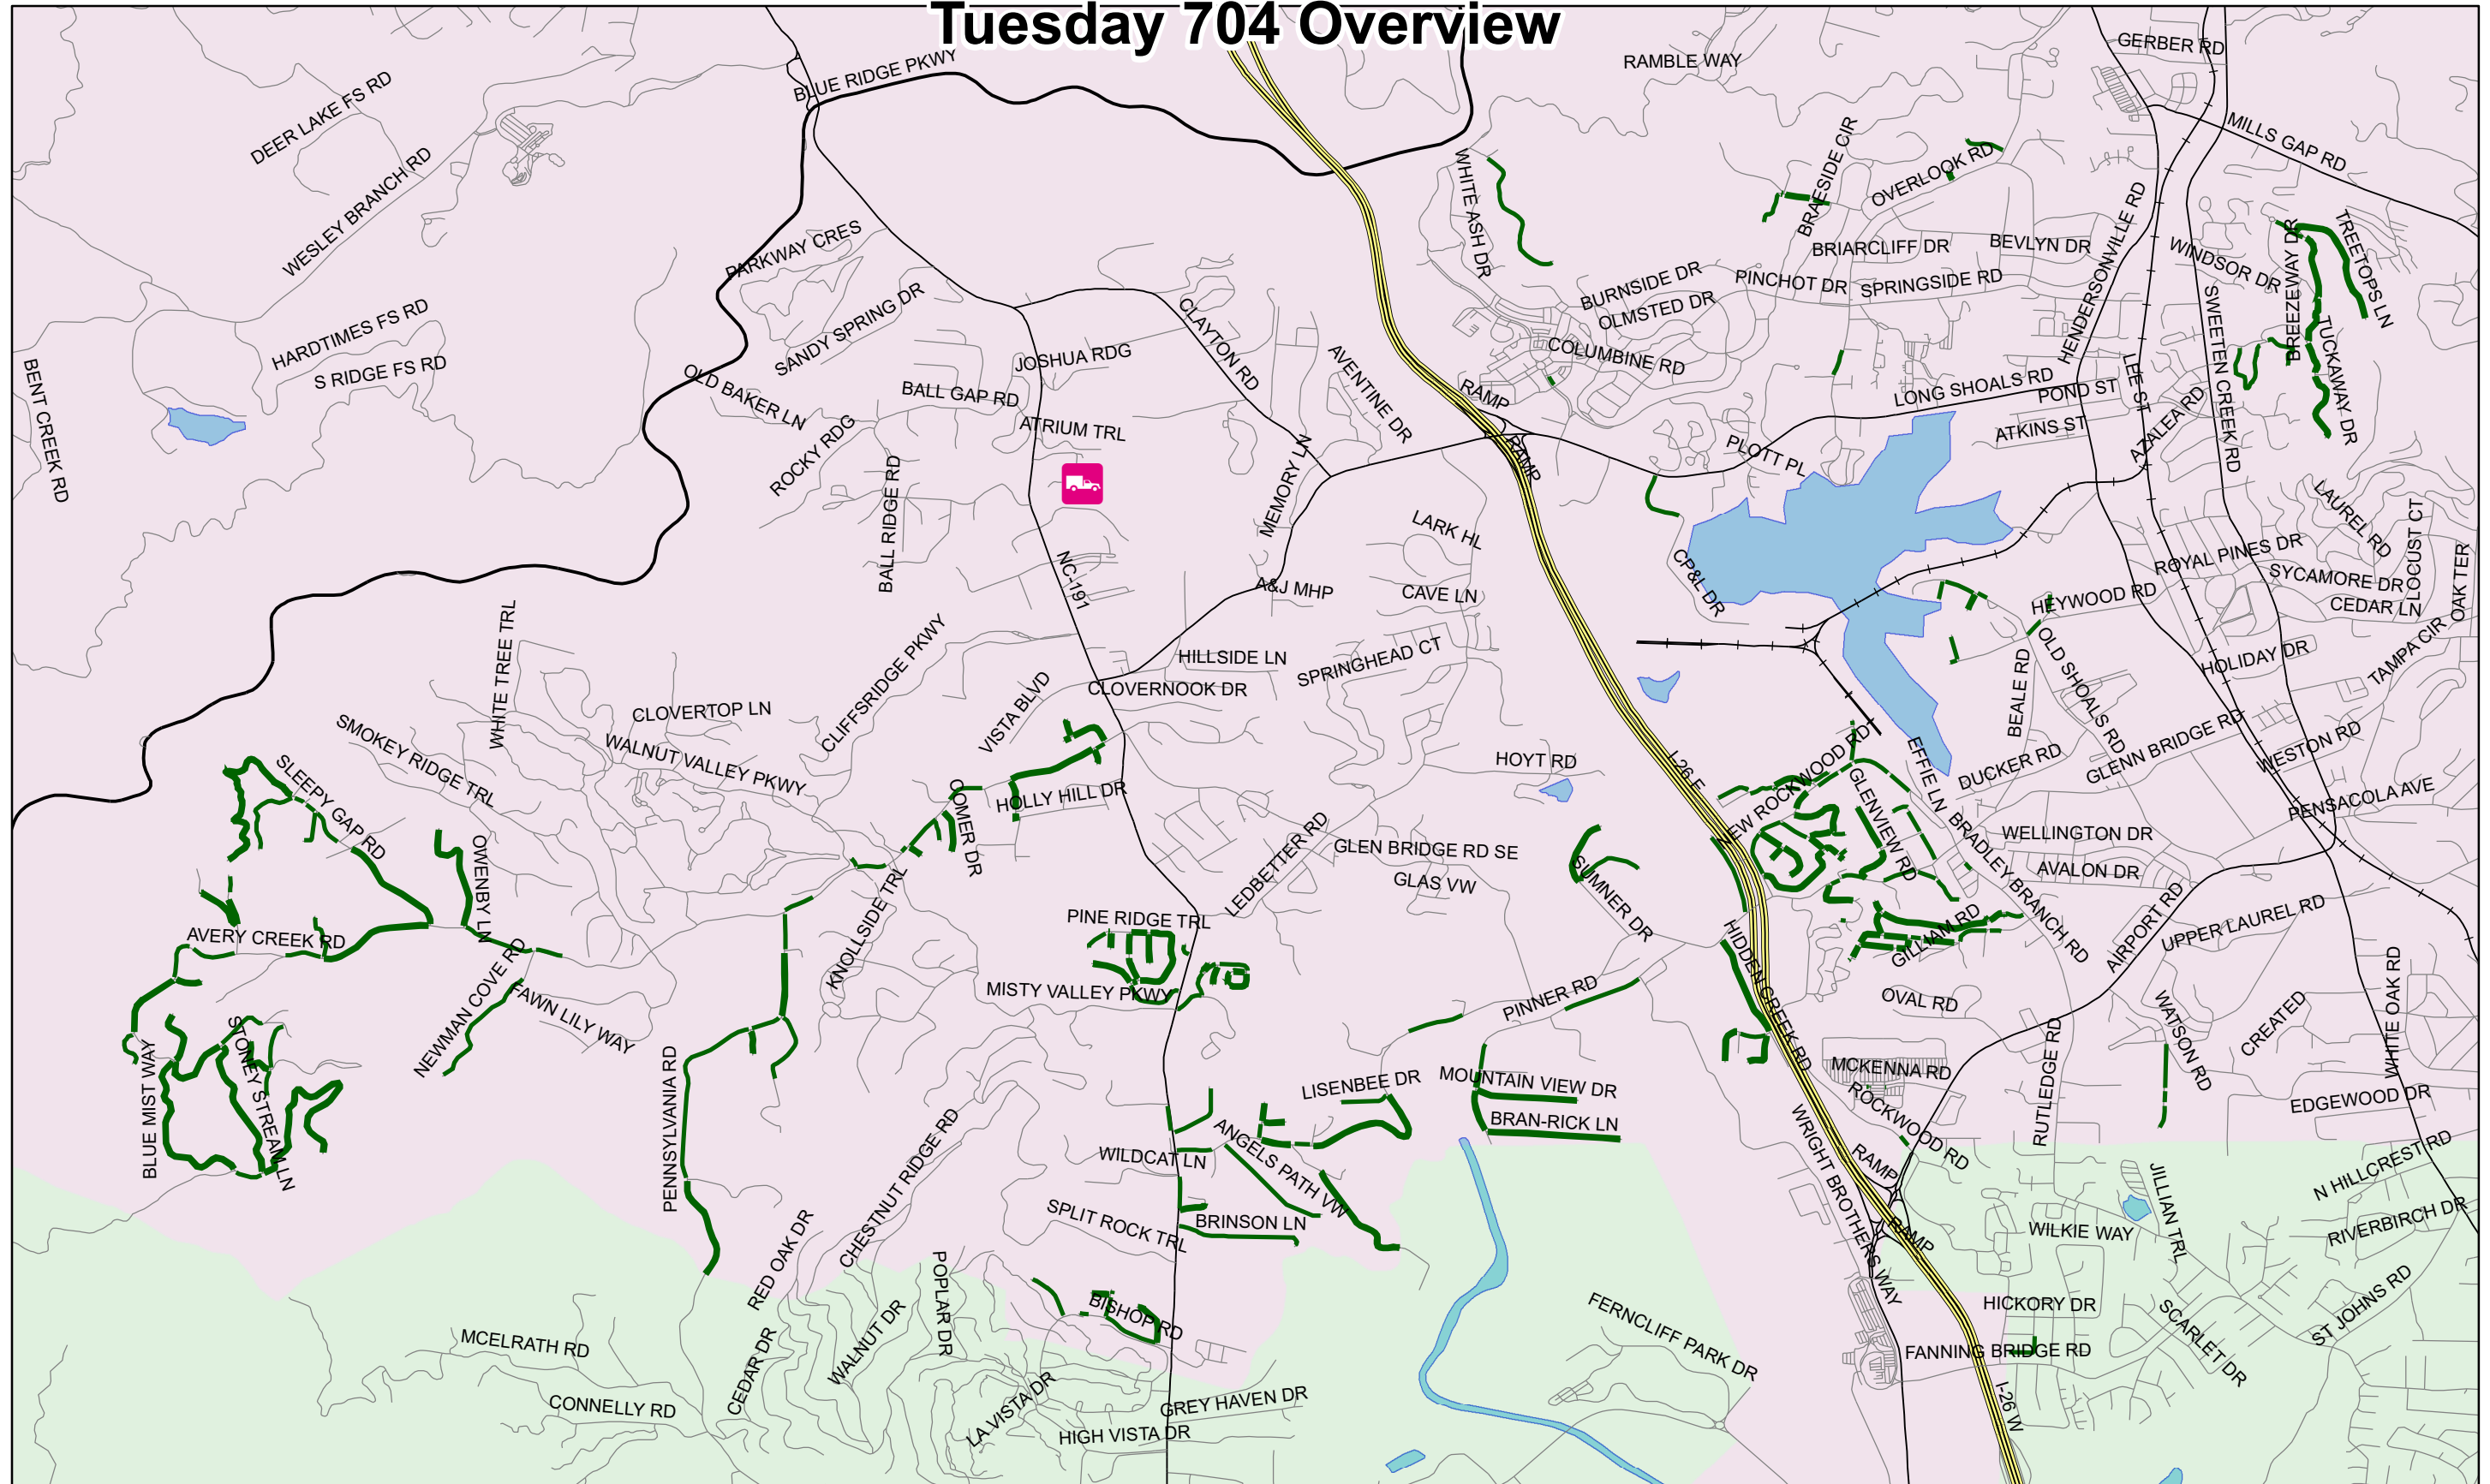 Tuesday 704 Overview
GERBER RD
RAMBLE WAY
BLUE RIDGE PKWY
DEER LAKE FS RD
MILLS GAP RD
WESLEY BRANCH RD
WHITE ASH DR
BRAESIDE CIR
OVERLOOK RD
PARKWAY CRES
BRIARCLIFF DR
BEVLYN DR
HENDERSONVILLE RD
WINDSOR DR
BREEZEWAY DR
TREETOPS LN
BURNSIDE DR
PINCHOT DR
SPRINGSIDE RD
OLMSTED DR
SANDY SPRING DR
HARDTIMES FS RD
CLAYTON RD
SWEETEN CREEK RD
S RIDGE FS RD
JOSHUA RDG
AVENTINE DR
COLUMBINE RD
TUCKAWAY DR
BENT CREEK RD
OLD BAKER LN
BALL GAP RD
RAMP
LONG SHOALS RD
POND ST
LEE ST
ATRIUM TRL
ATKINS ST
AZALEA RD
ROCKY RDG
MEMORY LN
RAMP
PLOTT PL
BALL RIDGE RD
LARK HL
LAUREL RD
LOCUST CT
NC-191
CP&L DR
ROYAL PINES DR
SYCAMORE DR
OAK TER
A&J MHP
CAVE LN
HEYWOOD RD
CEDAR LN
WHITE TREE TRL
CLIFFSRIDGE PKWY
HILLSIDE LN
SPRINGHEAD CT
OLD SHOALS RD
HOLIDAY DR
TAMPA CIR
CLOVERNOOK DR
VISTA BLVD
BEALE RD
CLOVERTOP LN
SMOKEY RIDGE TRL
WALNUT VALLEY PKWY
HOYT RD
I-26 E
NEW ROCKWOOD RD
EFFIE LN
DUCKER RD
GLENN BRIDGE RD
WESTON RD
SLEEPY GAP RD
COMER DR
HOLLY HILL DR
GLENVIEW RD
PENSACOLA AVE
OWENBY LN
LEDBETTER RD
GLEN BRIDGE RD SE
BRADLEY BRANCH RD
WELLINGTON DR
GLAS VW
SUMNER DR
AVALON DR
AVERY CREEK RD
KNOLLSIDE TRL
PINE RIDGE TRL
HIDDEN CREEK RD
GILLIAM RD
AIRPORT RD
UPPER LAUREL RD
NEWMAN COVE RD
FAWN LILY WAY
MISTY VALLEY PKWY
PINNER RD
OVAL RD
WATSON RD
CREATED
WHITE OAK RD
BLUE MIST WAY
STONEY STREAM LN
PENNSYLVANIA RD
LISENBEE DR
MOUNTAIN VIEW DR
MCKENNA RD
ROCKWOOD RD
RUTLEDGE RD
EDGEWOOD DR
BRAN-RICK LN
CHESTNUT RIDGE RD
WILDCAT LN
ANGELS PATH VW
WRIGHT BROTHERS WAY
RAMP
JILLIAN TRL
N HILLCREST RD
RED OAK DR
SPLIT ROCK TRL
BRINSON LN
RAMP
WILKIE WAY
RIVERBIRCH DR
POPLAR DR
BISHOP RD
FERNCLIFF PARK DR
HICKORY DR
SCARLET DR
ST JOHNS RD
MCELRATH RD
CEDAR DR
WALNUT DR
FANNING BRIDGE RD
CONNELLY RD
LA VISTA DR
GREY HAVEN DR
HIGH VISTA DR
I-26 W